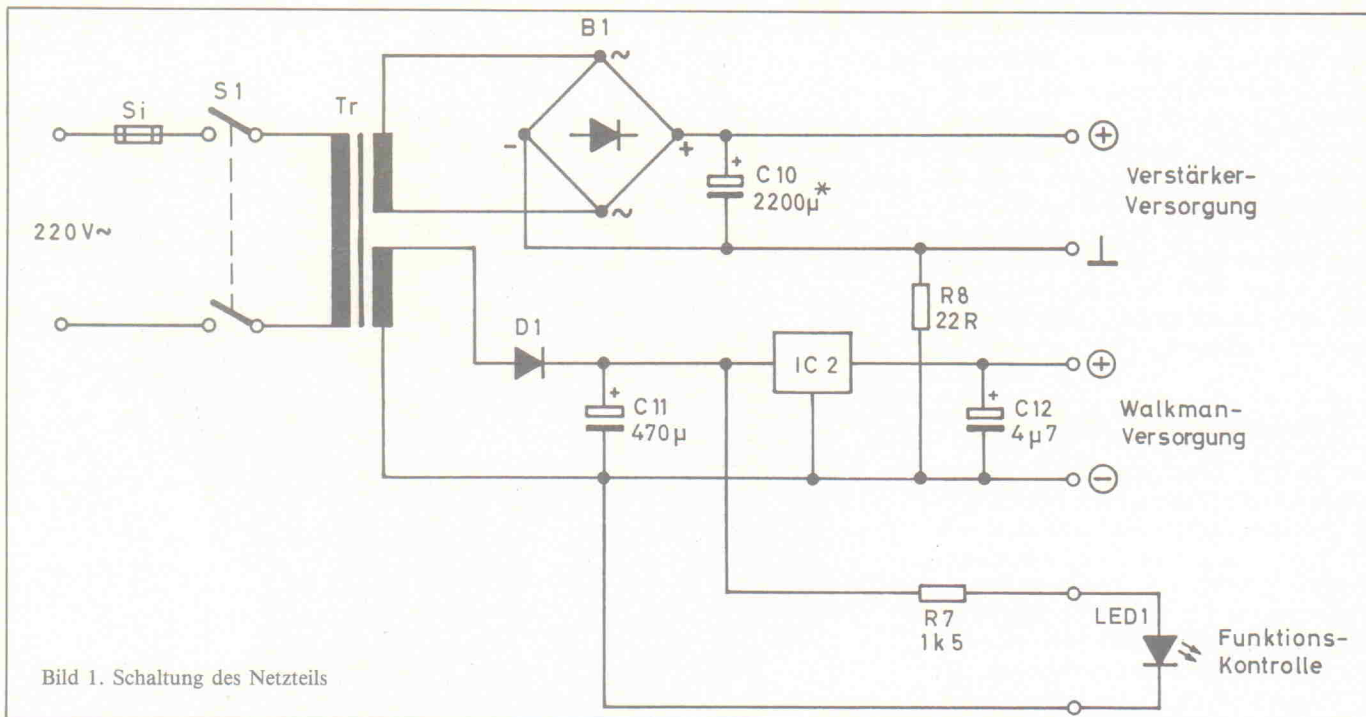 B1
~
Si
S1
Tr
220V~
-
+
~
+
C10
2200µ*
+
Verstärker-
Versorgung
⊥
R8
22R
D1
+
C11
470µ
IC 2
+
C12
4µ7
+
Walkman-
Versorgung
-
R7
1k5
LED1
Funktions-
Kontrolle
Bild 1. Schaltung des Netzteils